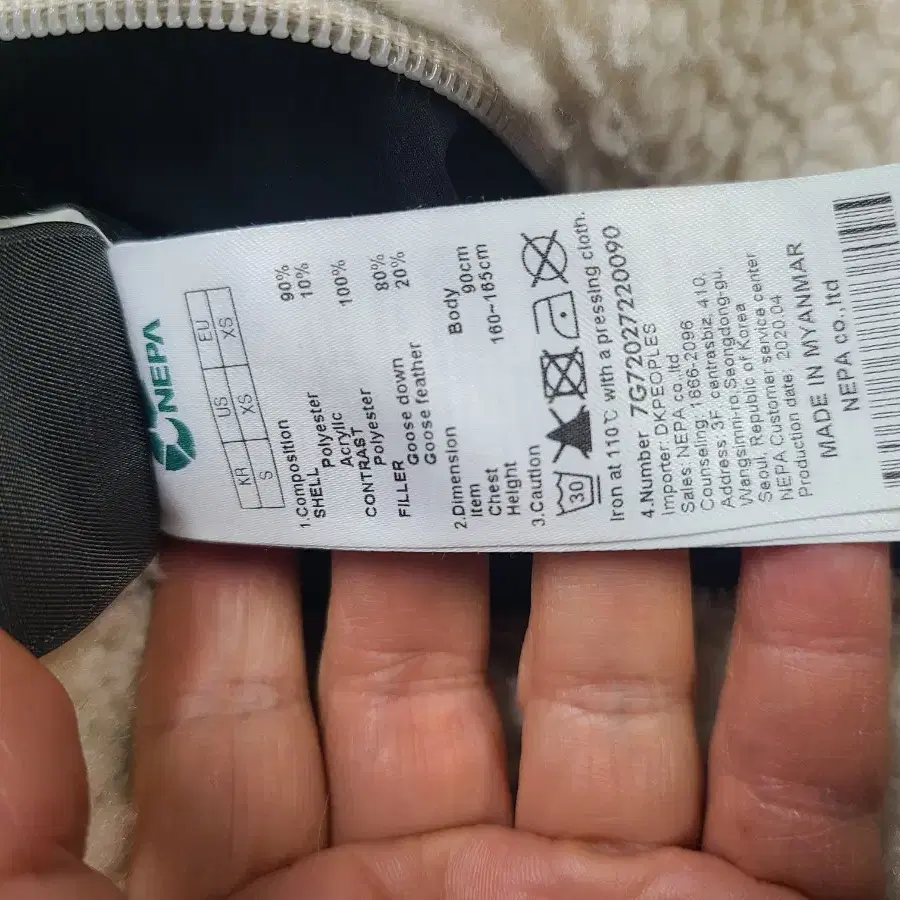 NEPA
KR US EU
S XS XS
1.Composition
SHELL
Polyester 90%
Acrylic 10%
CONTRAST
Polyester 100%
FILLER
Goose down 80%
Goose feather 20%
2.Dimension
Item Body
Chest 90cm
Height 160~165cm
3.Caution
30
Iron at 110℃ with a pressing cloth.
4.Number 7G72027220090
Importer: DKPEOPLES
Sales: NEPA co.,ltd
Counseling: 1666-2096
Address: 3F centrasbiz, 410,
Wangsimni-ro, Seongdong-gu,
Seoul, Republic of Korea
NEPA Customer service center
Production date: 2020.04
MADE IN MYANMAR
NEPA co.,ltd